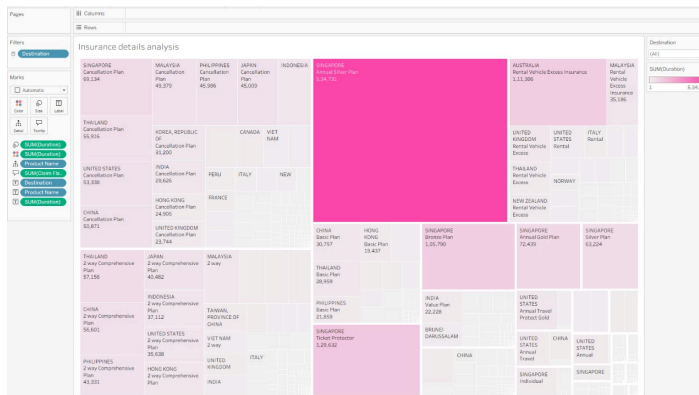 Pages
Columns
Rows
Filters
Destination
Insurance details analysis
Marks
Automatic
Color
Size
Label
Detail
Tooltip
SUM(Duration)
SUM(Duration)
Product Name
SUM(Claim Fla..
Destination
Product Name
SUM(Duration)
SINGAPORE
Cancellation Plan
69,134
MALAYSIA
Cancellation
Plan
49,379
PHILIPPINES
Cancellation
Plan
45,986
JAPAN
Cancellation
Plan
45,003
INDONESIA
THAILAND
Cancellation Plan
55,916
KOREA, REPUBLIC
OF
Cancellation Plan
31,200
CANADA
VIET
NAM
UNITED STATES
Cancellation Plan
53,338
INDIA
Cancellation Plan
29,625
PERU
ITALY
NEW
HONG KONG
Cancellation Plan
24,905
FRANCE
CHINA
Cancellation Plan
50,871
UNITED KINGDOM
Cancellation Plan
23,744
SINGAPORE
Annual Silver Plan
5,34,731
AUSTRALIA
Rental Vehicle Excess Insurance
1,11,386
MALAYSIA
Rental
Vehicle
Excess
Insurance
35,186
UNITED
KINGDOM
Rental Vehicle
Excess
UNITED
STATES
Rental
ITALY
Rental
THAILAND
Rental Vehicle
Excess
NORWAY
NEW ZEALAND
Rental Vehicle
Excess
THAILAND
2 way Comprehensive
Plan
57,156
JAPAN
2 way Comprehensive
Plan
40,482
MALAYSIA
2 way
CHINA
2 way Comprehensive
Plan
55,601
INDONESIA
2 way Comprehensive
Plan
37,112
TAIWAN,
PROVINCE OF
CHINA
UNITED STATES
2 way Comprehensive
Plan
35,638
VIET NAM
2 way
PHILIPPINES
2 way Comprehensive
Plan
43,331
HONG KONG
2 way Comprehensive
Plan
UNITED
KINGDOM
ITALY
INDIA
CHINA
Basic Plan
30,757
HONG
KONG
Basic Plan
19,437
THAILAND
Basic Plan
28,959
PHILIPPINES
Basic Plan
21,859
SINGAPORE
Ticket Protector
1,29,632
SINGAPORE
Bronze Plan
1,05,790
SINGAPORE
Annual Gold Plan
72,435
SINGAPORE
Silver Plan
63,224
INDIA
Value Plan
22,228
BRUNEI
DARUSSALAM
CHINA
UNITED
STATES
Annual Travel
Protect Gold
UNITED
STATES
Annual
Travel
CHINA
UNITED
STATES
Annual
SINGAPORE
Individual
SINGAPORE
Destination
(All)
SUM(Duration)
1
5,34,